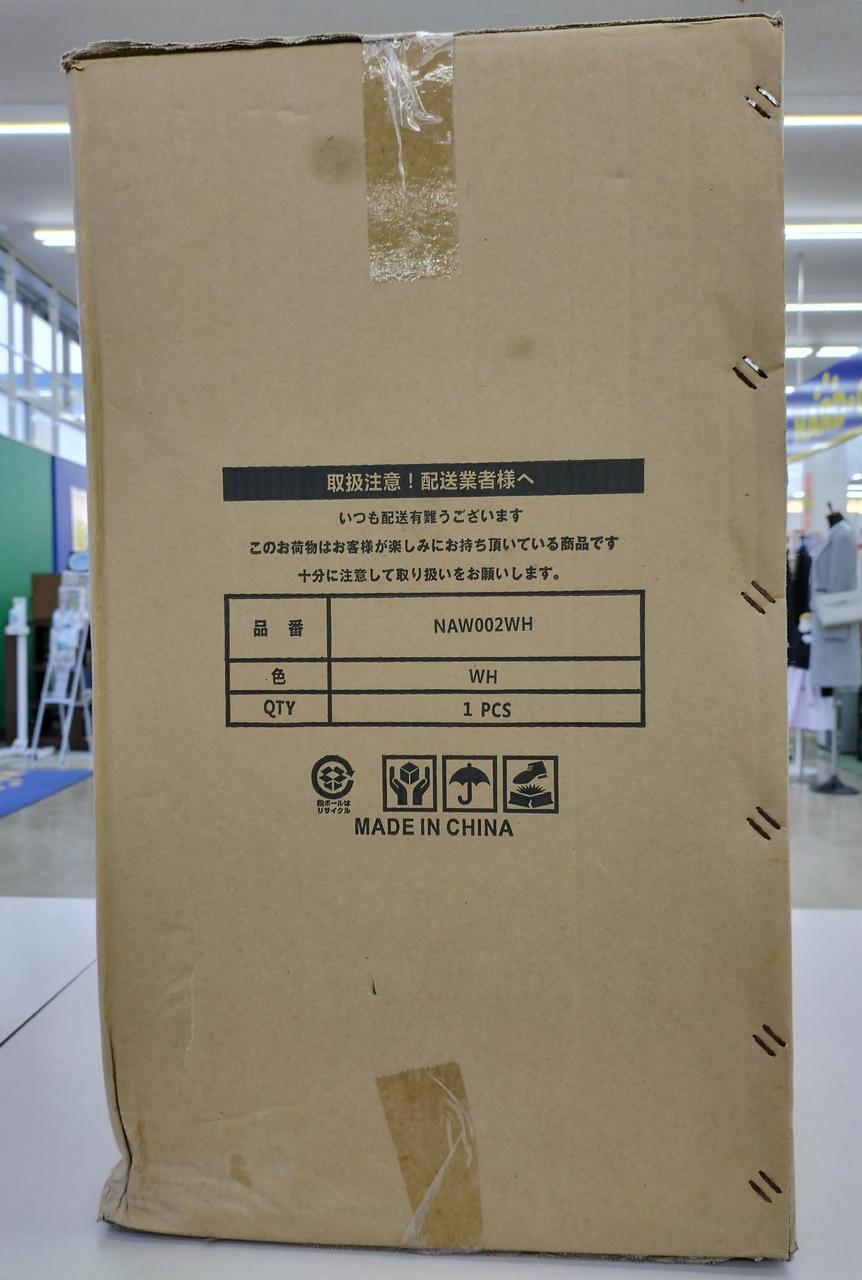 取扱注意！配送業者様へ
いつも配送有難うございます
このお荷物はお客様が楽しみにお持ち頂いている商品です
十分に注意して取り扱いをお願いします。
品 番 NAW002WH
色 WH
QTY 1 PCS
段ボールは
リサイクル
MADE IN CHINA